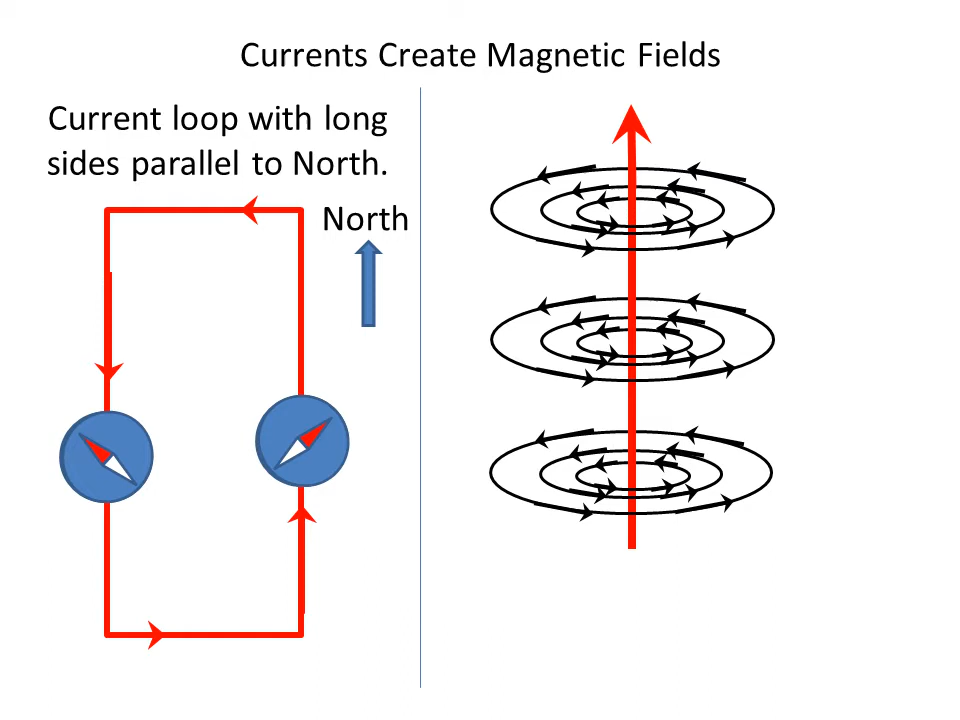 Currents Create Magnetic Fields
Current loop with long
sides parallel to North.
North